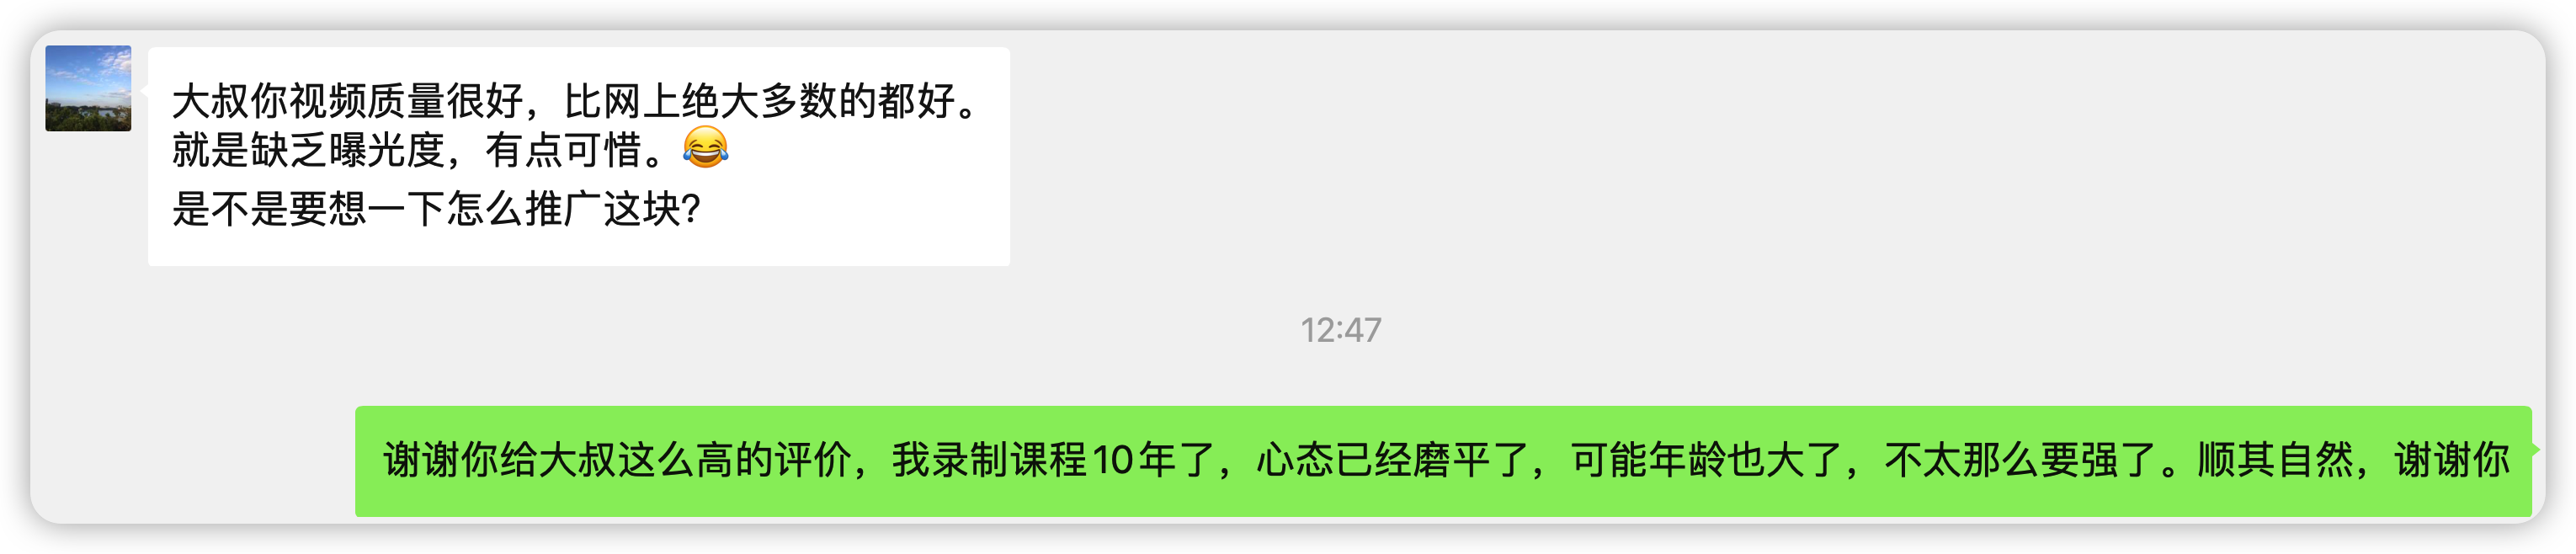 大叔你视频质量很好，比网上绝大多数的都好。
就是缺乏曝光度，有点可惜。😂
是不是要想一下怎么推广这块？
12:47
谢谢你给大叔这么高的评价，我录制课程10年了，心态已经磨平了，可能年龄也大了，不太那么要强了。顺其自然，谢谢你